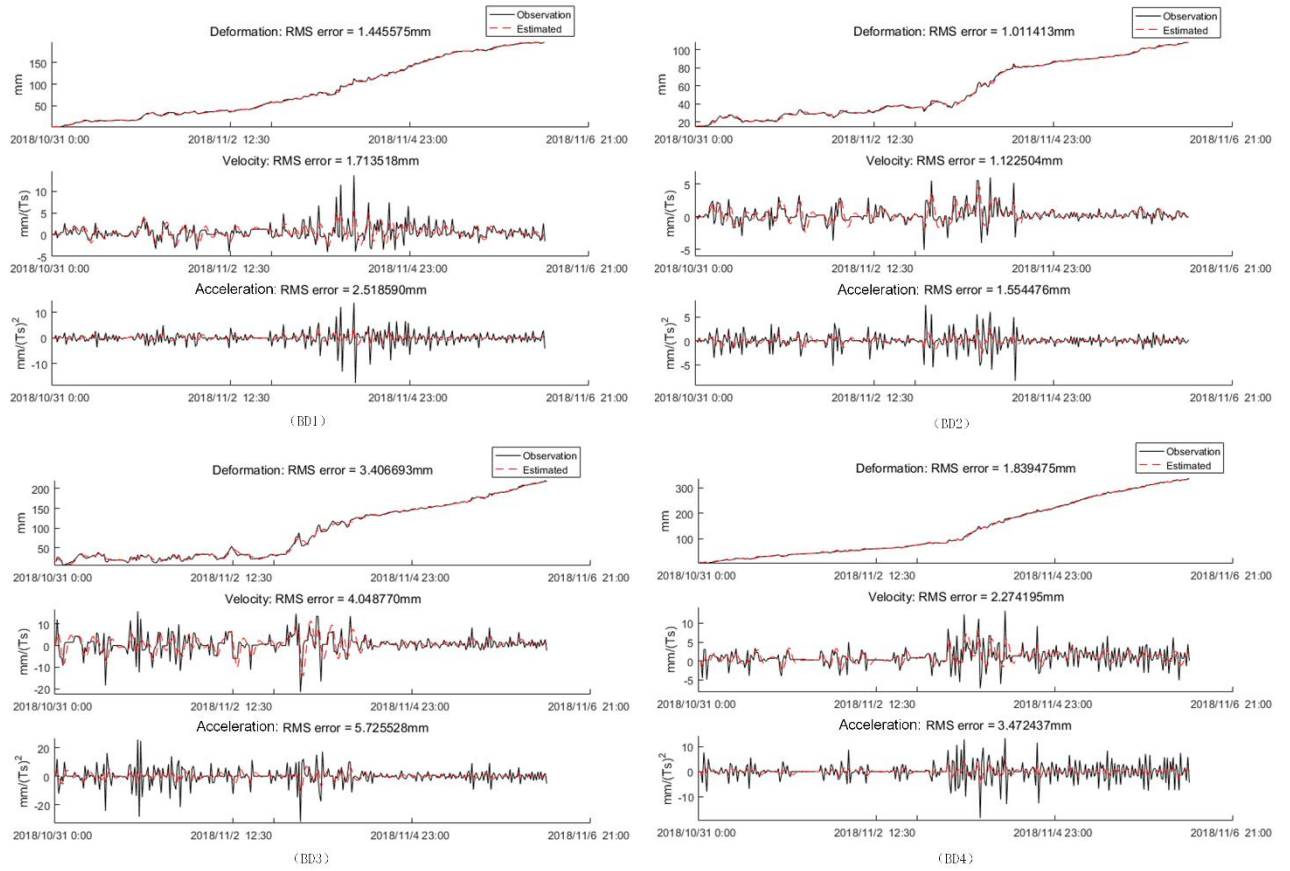 Observation
Estimated
Deformation: RMS error = 1.445575mm
mm
150
100
50
2018/10/31 0:00 2018/11/2 12:30 2018/11/4 23:00 2018/11/6 21:00
Velocity: RMS error = 1.713518mm
mm/(Ts)
10
5
0
-5
2018/10/31 0:00 2018/11/2 12:30 2018/11/4 23:00 2018/11/6 21:00
Acceleration: RMS error = 2.518590mm
mm/(Ts)²
10
0
-10
2018/10/31 0:00 2018/11/2 12:30 2018/11/4 23:00 2018/11/6 21:00
(BD1)
Observation
Estimated
Deformation: RMS error = 1.011413mm
mm
100
80
60
40
20
2018/10/31 0:00 2018/11/2 12:30 2018/11/4 23:00 2018/11/6 21:00
Velocity: RMS error = 1.122504mm
mm/(Ts)
5
0
-5
2018/10/31 0:00 2018/11/2 12:30 2018/11/4 23:00 2018/11/6 21:00
Acceleration: RMS error = 1.554476mm
mm/(Ts)²
5
0
-5
2018/10/31 0:00 2018/11/2 12:30 2018/11/4 23:00 2018/11/6 21:00
(BD2)
Observation
Estimated
Deformation: RMS error = 3.406693mm
mm
200
150
100
50
2018/10/31 0:00 2018/11/2 12:30 2018/11/4 23:00 2018/11/6 21:00
Velocity: RMS error = 4.048770mm
mm/(Ts)
10
0
-10
-20
2018/10/31 0:00 2018/11/2 12:30 2018/11/4 23:00 2018/11/6 21:00
Acceleration: RMS error = 5.725528mm
mm/(Ts)²
20
0
-20
2018/10/31 0:00 2018/11/2 12:30 2018/11/4 23:00 2018/11/6 21:00
(BD3)
Observation
Estimated
Deformation: RMS error = 1.839475mm
mm
300
200
100
2018/10/31 0:00 2018/11/2 12:30 2018/11/4 23:00 2018/11/6 21:00
Velocity: RMS error = 2.274195mm
mm/(Ts)
10
5
0
-5
2018/10/31 0:00 2018/11/2 12:30 2018/11/4 23:00 2018/11/6 21:00
Acceleration: RMS error = 3.472437mm
mm/(Ts)²
10
0
-10
2018/10/31 0:00 2018/11/2 12:30 2018/11/4 23:00 2018/11/6 21:00
(BD4)